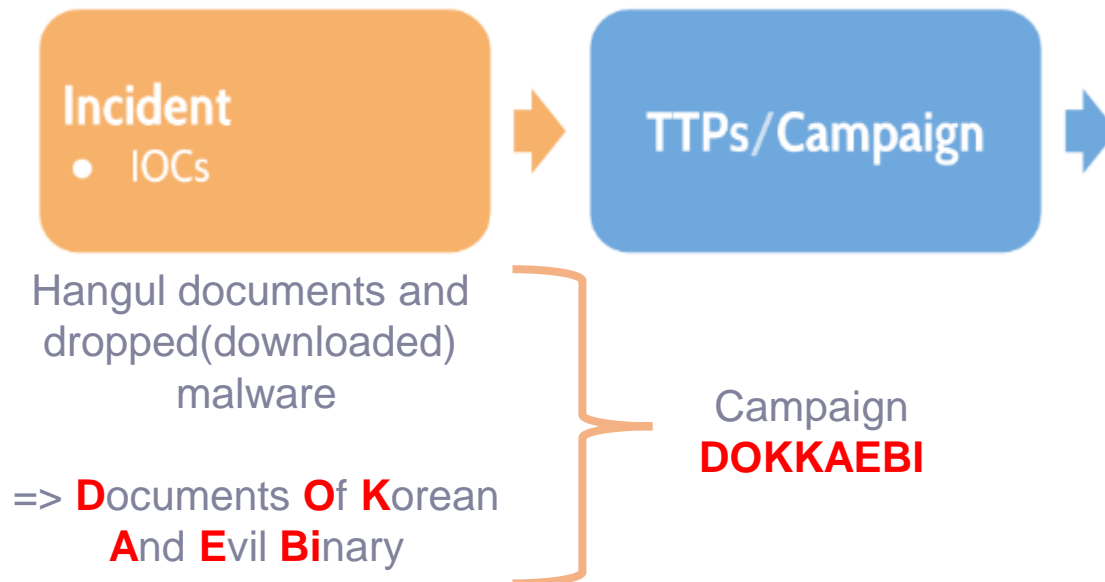 Incident
● IOCs
TTPs/Campaign
Hangul documents and
dropped(downloaded)
malware
=> Documents Of Korean
And Evil Binary
Campaign
DOKKAEBI